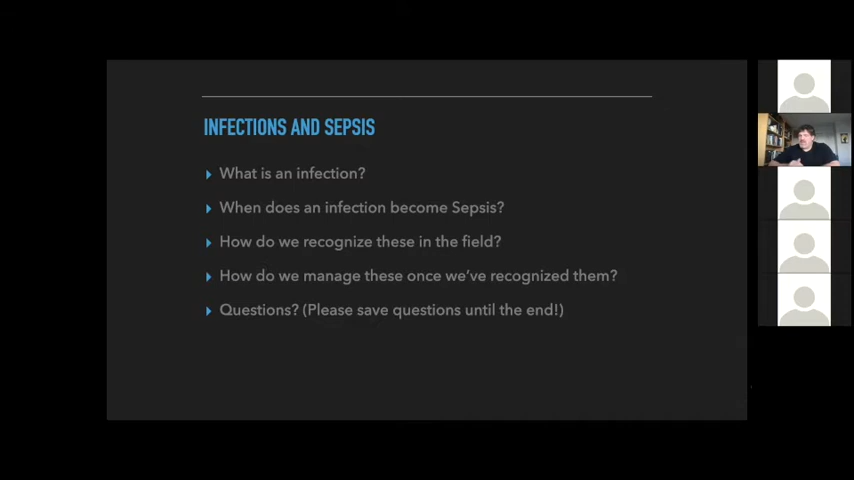 INFECTIONS AND SEPSIS
What is an infection?
When does an infection become Sepsis?
How do we recognize these in the field?
How do we manage these once we've recognized them?
Questions? (Please save questions until the end!)